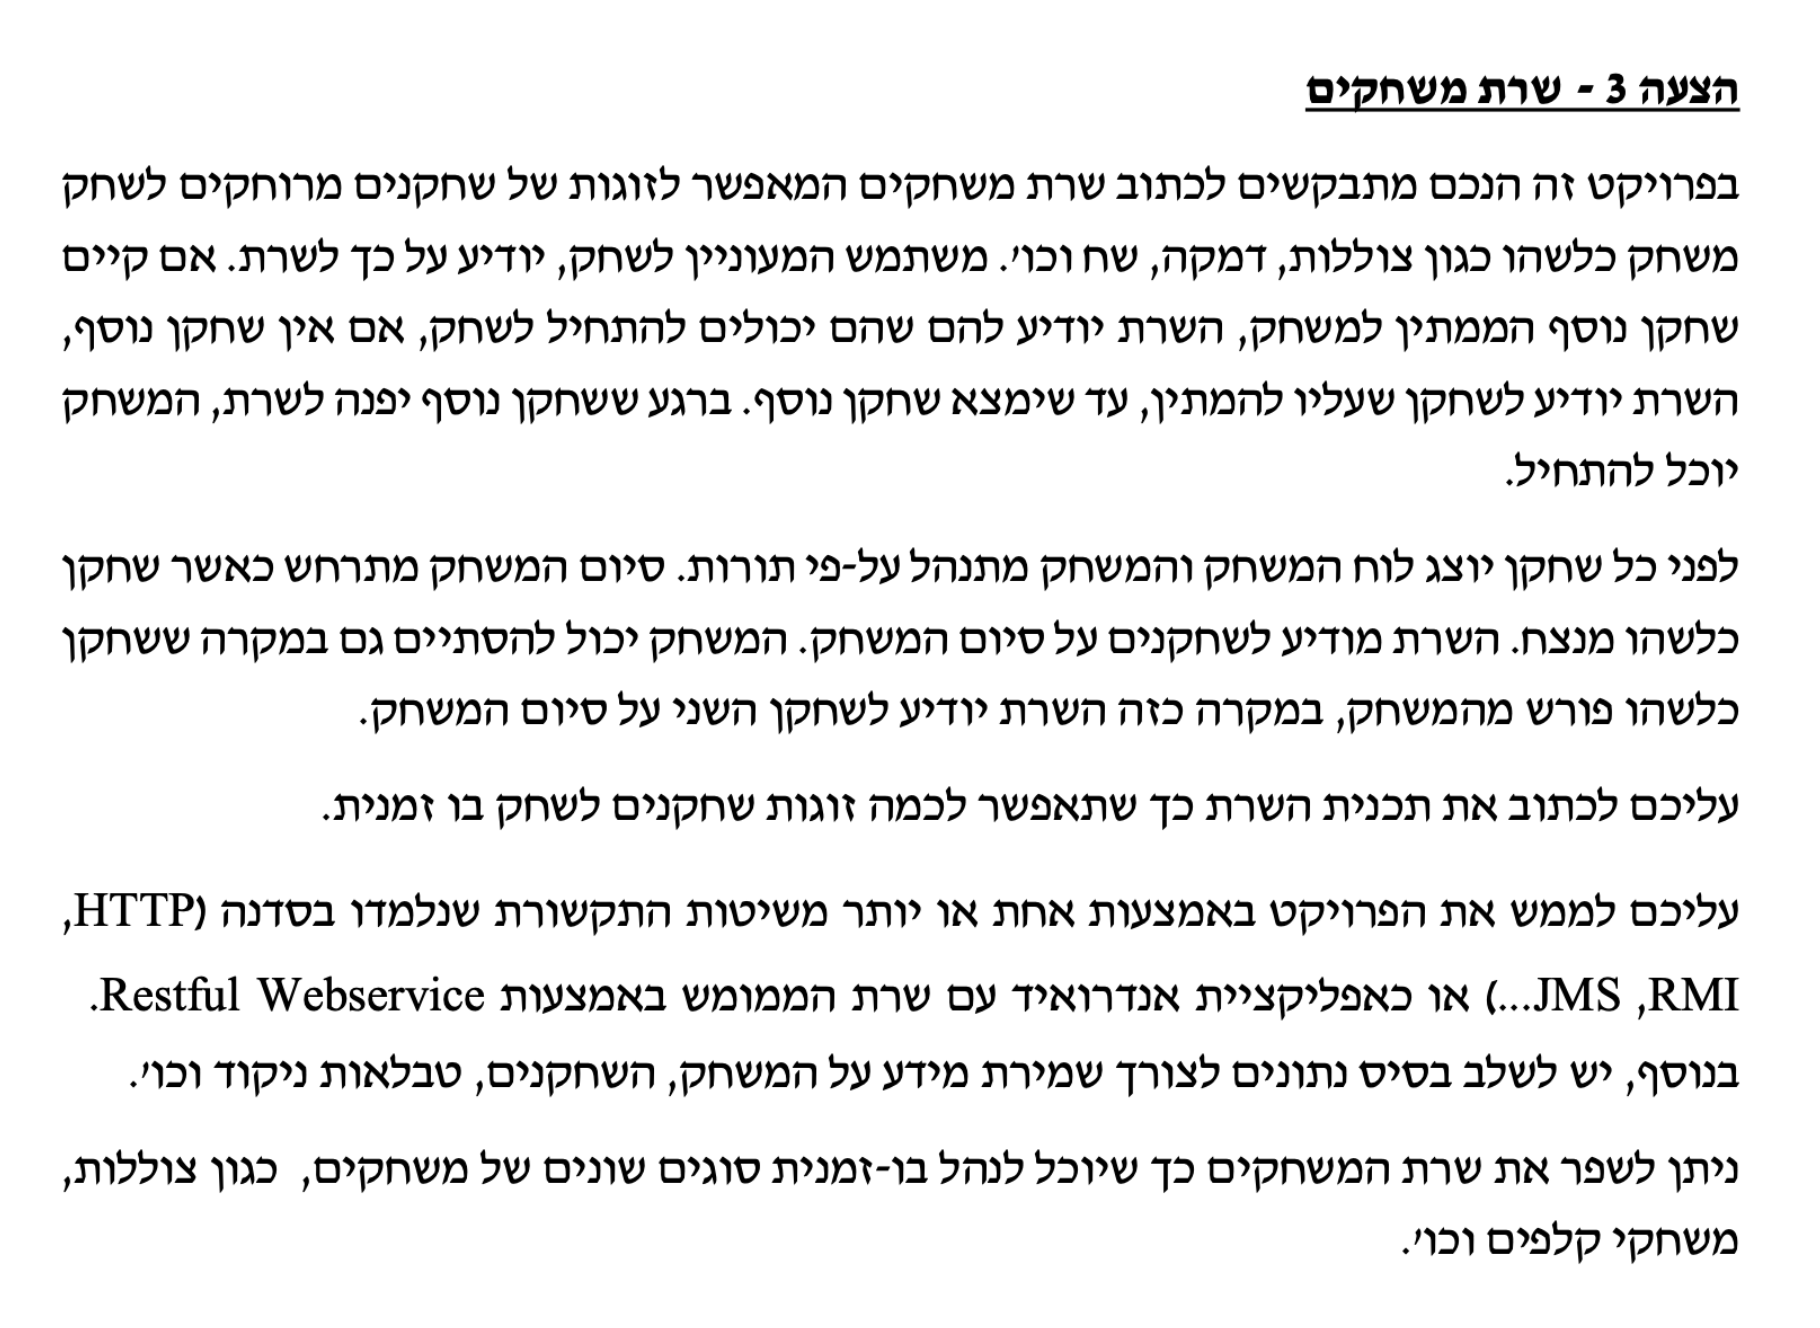 הצעה 3 - שרת משחקים
בפרויקט זה הנכם מתבקשים לכתוב שרת משחקים המאפשר לזוגות של שחקנים מרוחקים לשחק
משחק כלשהו כגון צוללות, דמקה, שח וכו'. משתמש המעוניין לשחק, יודיע על כך לשרת. אם קיים
שחקן נוסף הממתין למשחק, השרת יודיע להם שהם יכולים להתחיל לשחק, אם אין שחקן נוסף,
השרת יודיע לשחקן שעליו להמתין, עד שימצא שחקן נוסף. ברגע ששחקן נוסף יפנה לשרת, המשחק
יוכל להתחיל.
לפני כל שחקן יוצג לוח המשחק והמשחק מתנהל על-פי תורות. סיום המשחק מתרחש כאשר שחקן
כלשהו מנצח. השרת מודיע לשחקנים על סיום המשחק. המשחק יכול להסתיים גם במקרה ששחקן
כלשהו פורש מהמשחק, במקרה כזה השרת יודיע לשחקן השני על סיום המשחק.
עליכם לכתוב את תכנית השרת כך שתאפשר לכמה זוגות שחקנים לשחק בו זמנית.
עליכם לממש את הפרויקט באמצעות אחת או יותר משיטות התקשורת שנלמדו בסדנה (HTTP,
RMI, JMS...) או כאפליקציית אנדרואיד עם שרת הממומש באמצעות Restful Webservice.
בנוסף, יש לשלב בסיס נתונים לצורך שמירת מידע על המשחק, השחקנים, טבלאות ניקוד וכו'.
ניתן לשפר את שרת המשחקים כך שיוכל לנהל בו-זמנית סוגים שונים של משחקים, כגון צוללות,
משחקי קלפים וכו'.